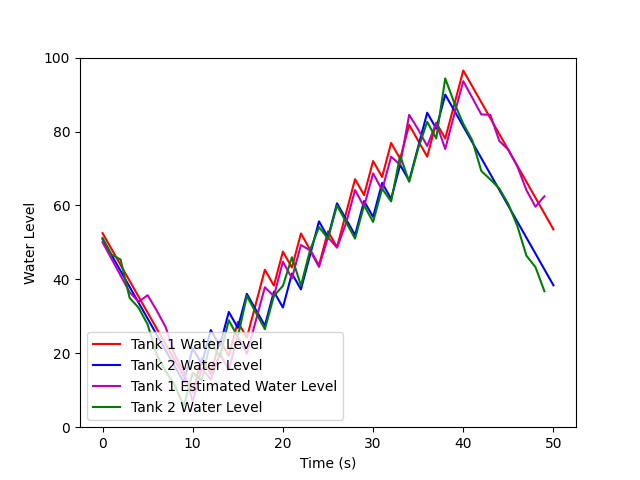 100
80
60
40
20
0
Water Level
Tank 1 Water Level
Tank 2 Water Level
Tank 1 Estimated Water Level
Tank 2 Water Level
0 10 20 30 40 50
Time (s)